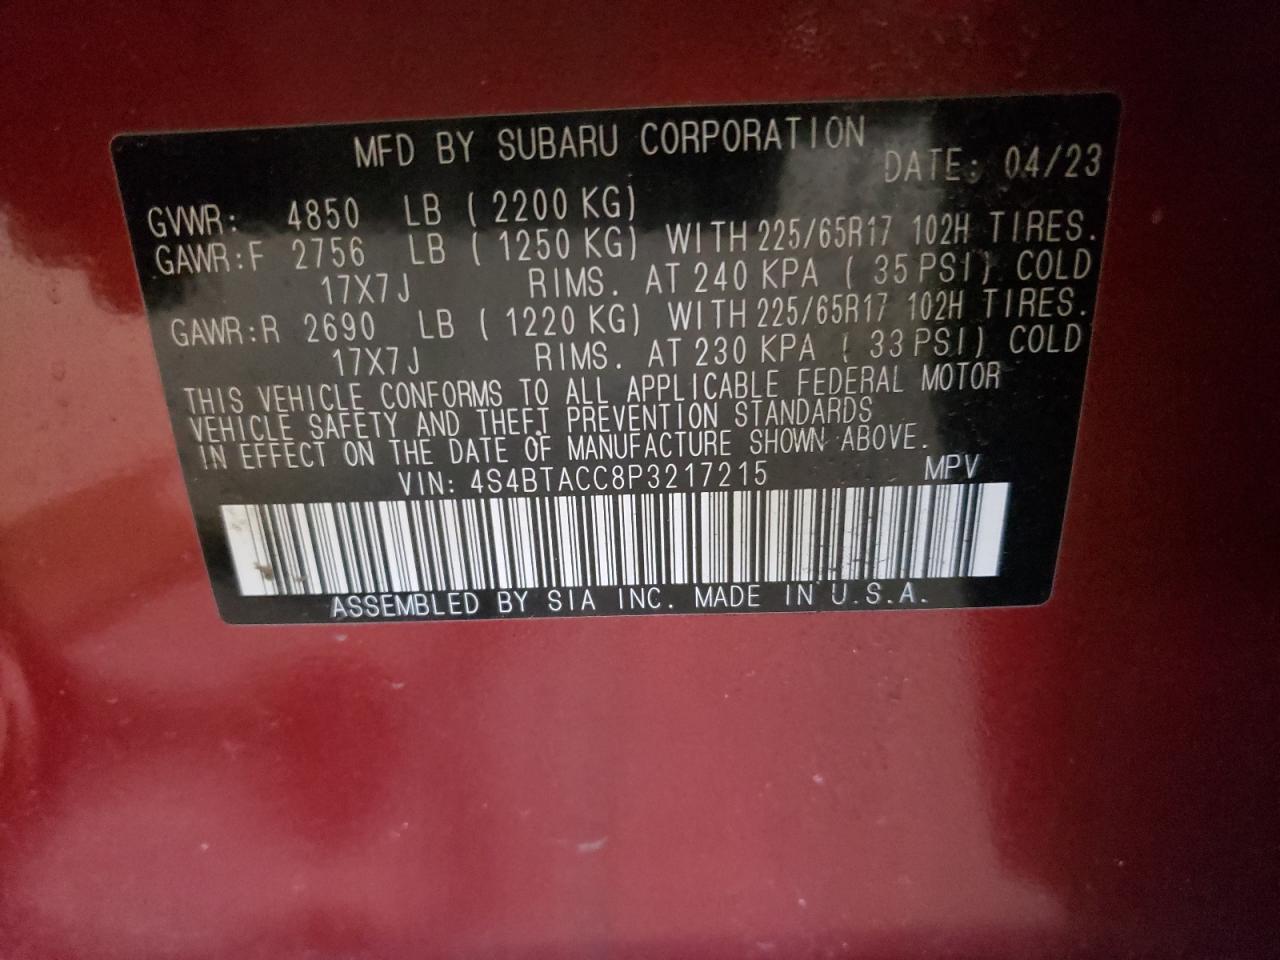 MFD BY SUBARU CORPORATION DATE: 04/23
GVWR: 4850 LB ( 2200 KG)
GAWR:F 2756 LB ( 1250 KG) WITH 225/65R17 102H TIRES.
17X7J RIMS. AT 240 KPA ( 35 PSI) COLD
GAWR:R 2690 LB ( 1220 KG) WITH 225/65R17 102H TIRES.
17X7J RIMS. AT 230 KPA ( 33 PSI) COLD
THIS VEHICLE CONFORMS TO ALL APPLICABLE FEDERAL MOTOR
VEHICLE SAFETY AND THEFT PREVENTION STANDARDS
IN EFFECT ON THE DATE OF MANUFACTURE SHOWN ABOVE.
VIN: 4S4BTACC8P3217215 MPV
ASSEMBLED BY SIA INC. MADE IN U.S.A.